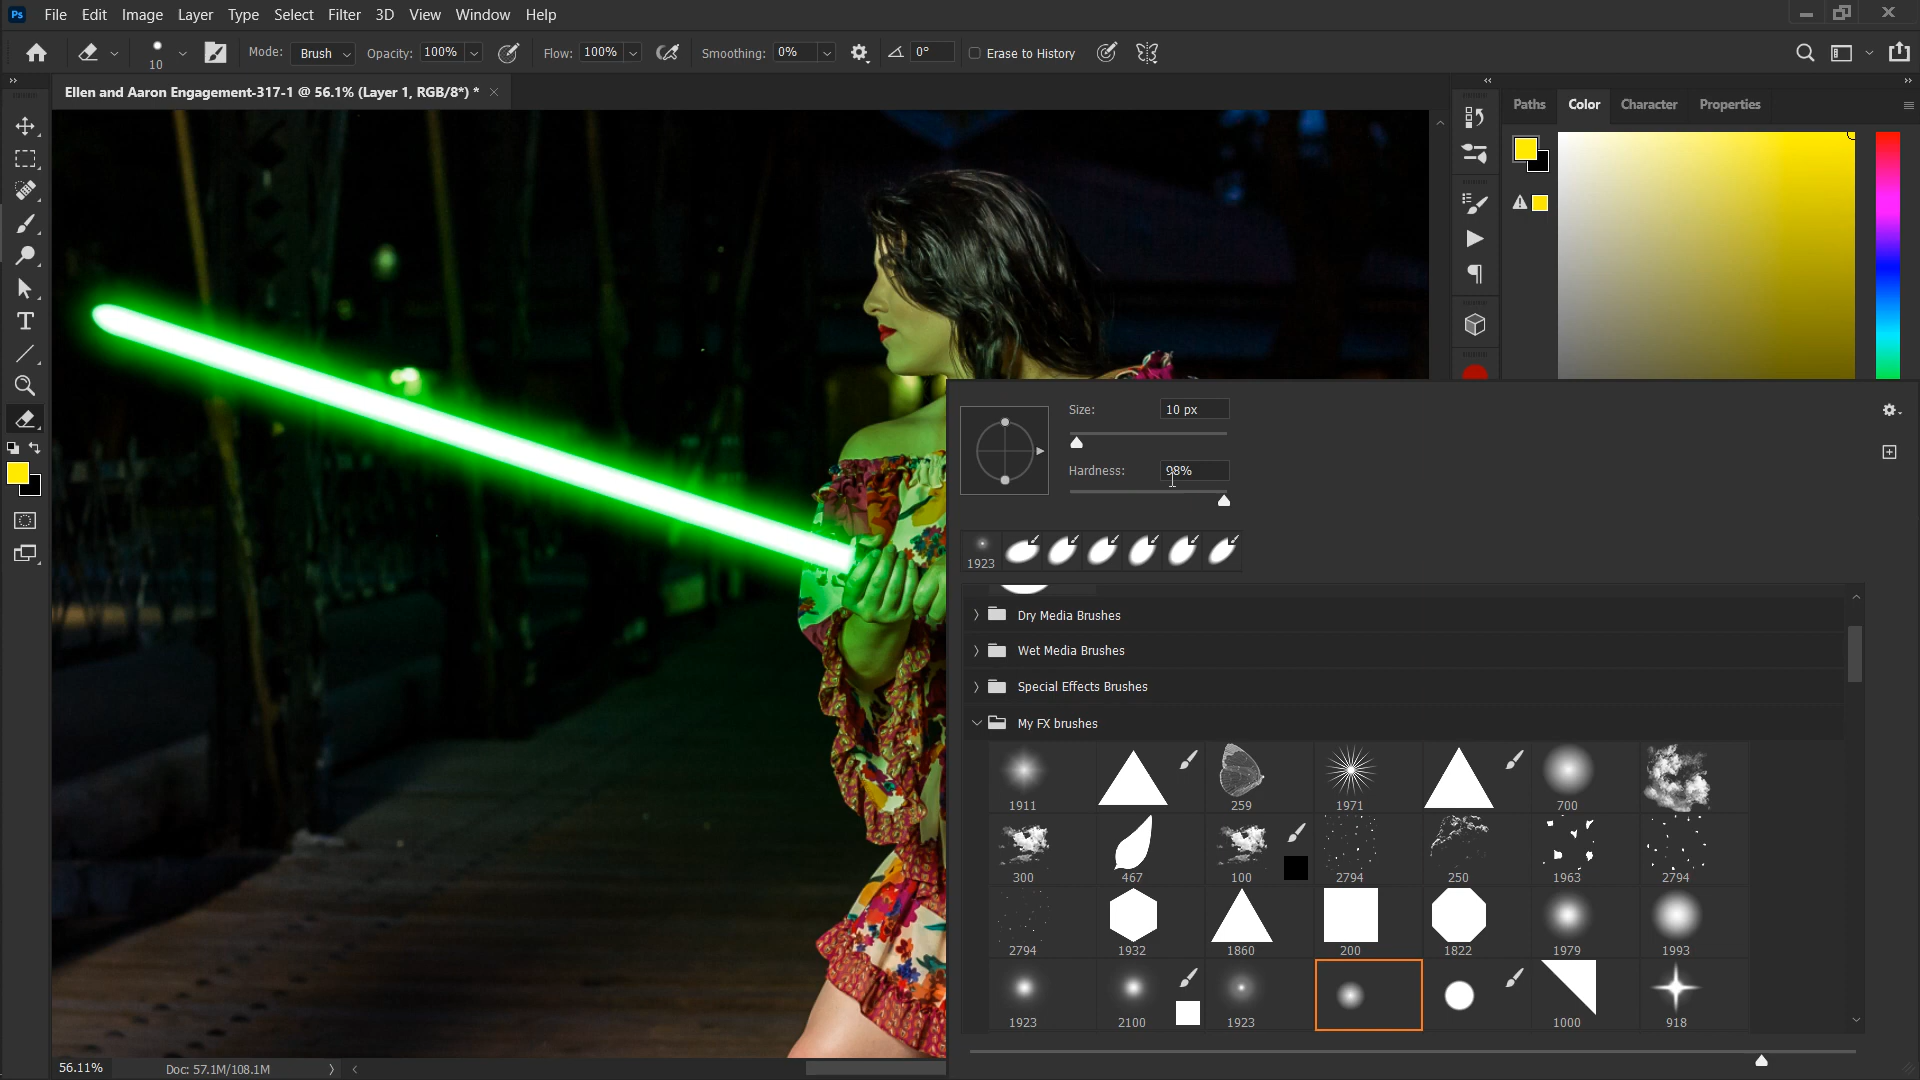 Ps File Edit Image Layer Type Select Filter 3D View Window Help
10 Mode: Brush Opacity: 100% Flow: 100% Smoothing: 0% 0° Erase to History
Ellen and Aaron Engagement-317-1 @ 56.1% (Layer 1, RGB/8*) *
Paths Color Character Properties
Size: 10 px
Hardness: 98%
1923
Dry Media Brushes
Wet Media Brushes
Special Effects Brushes
My FX brushes
1911 259 1971 700
300 467 100 2794 250 1963 2794
2794 1932 1860 200 1822 1979 1993
1923 2100 1923 1000 918
56.11% Doc: 57.1M/108.1M